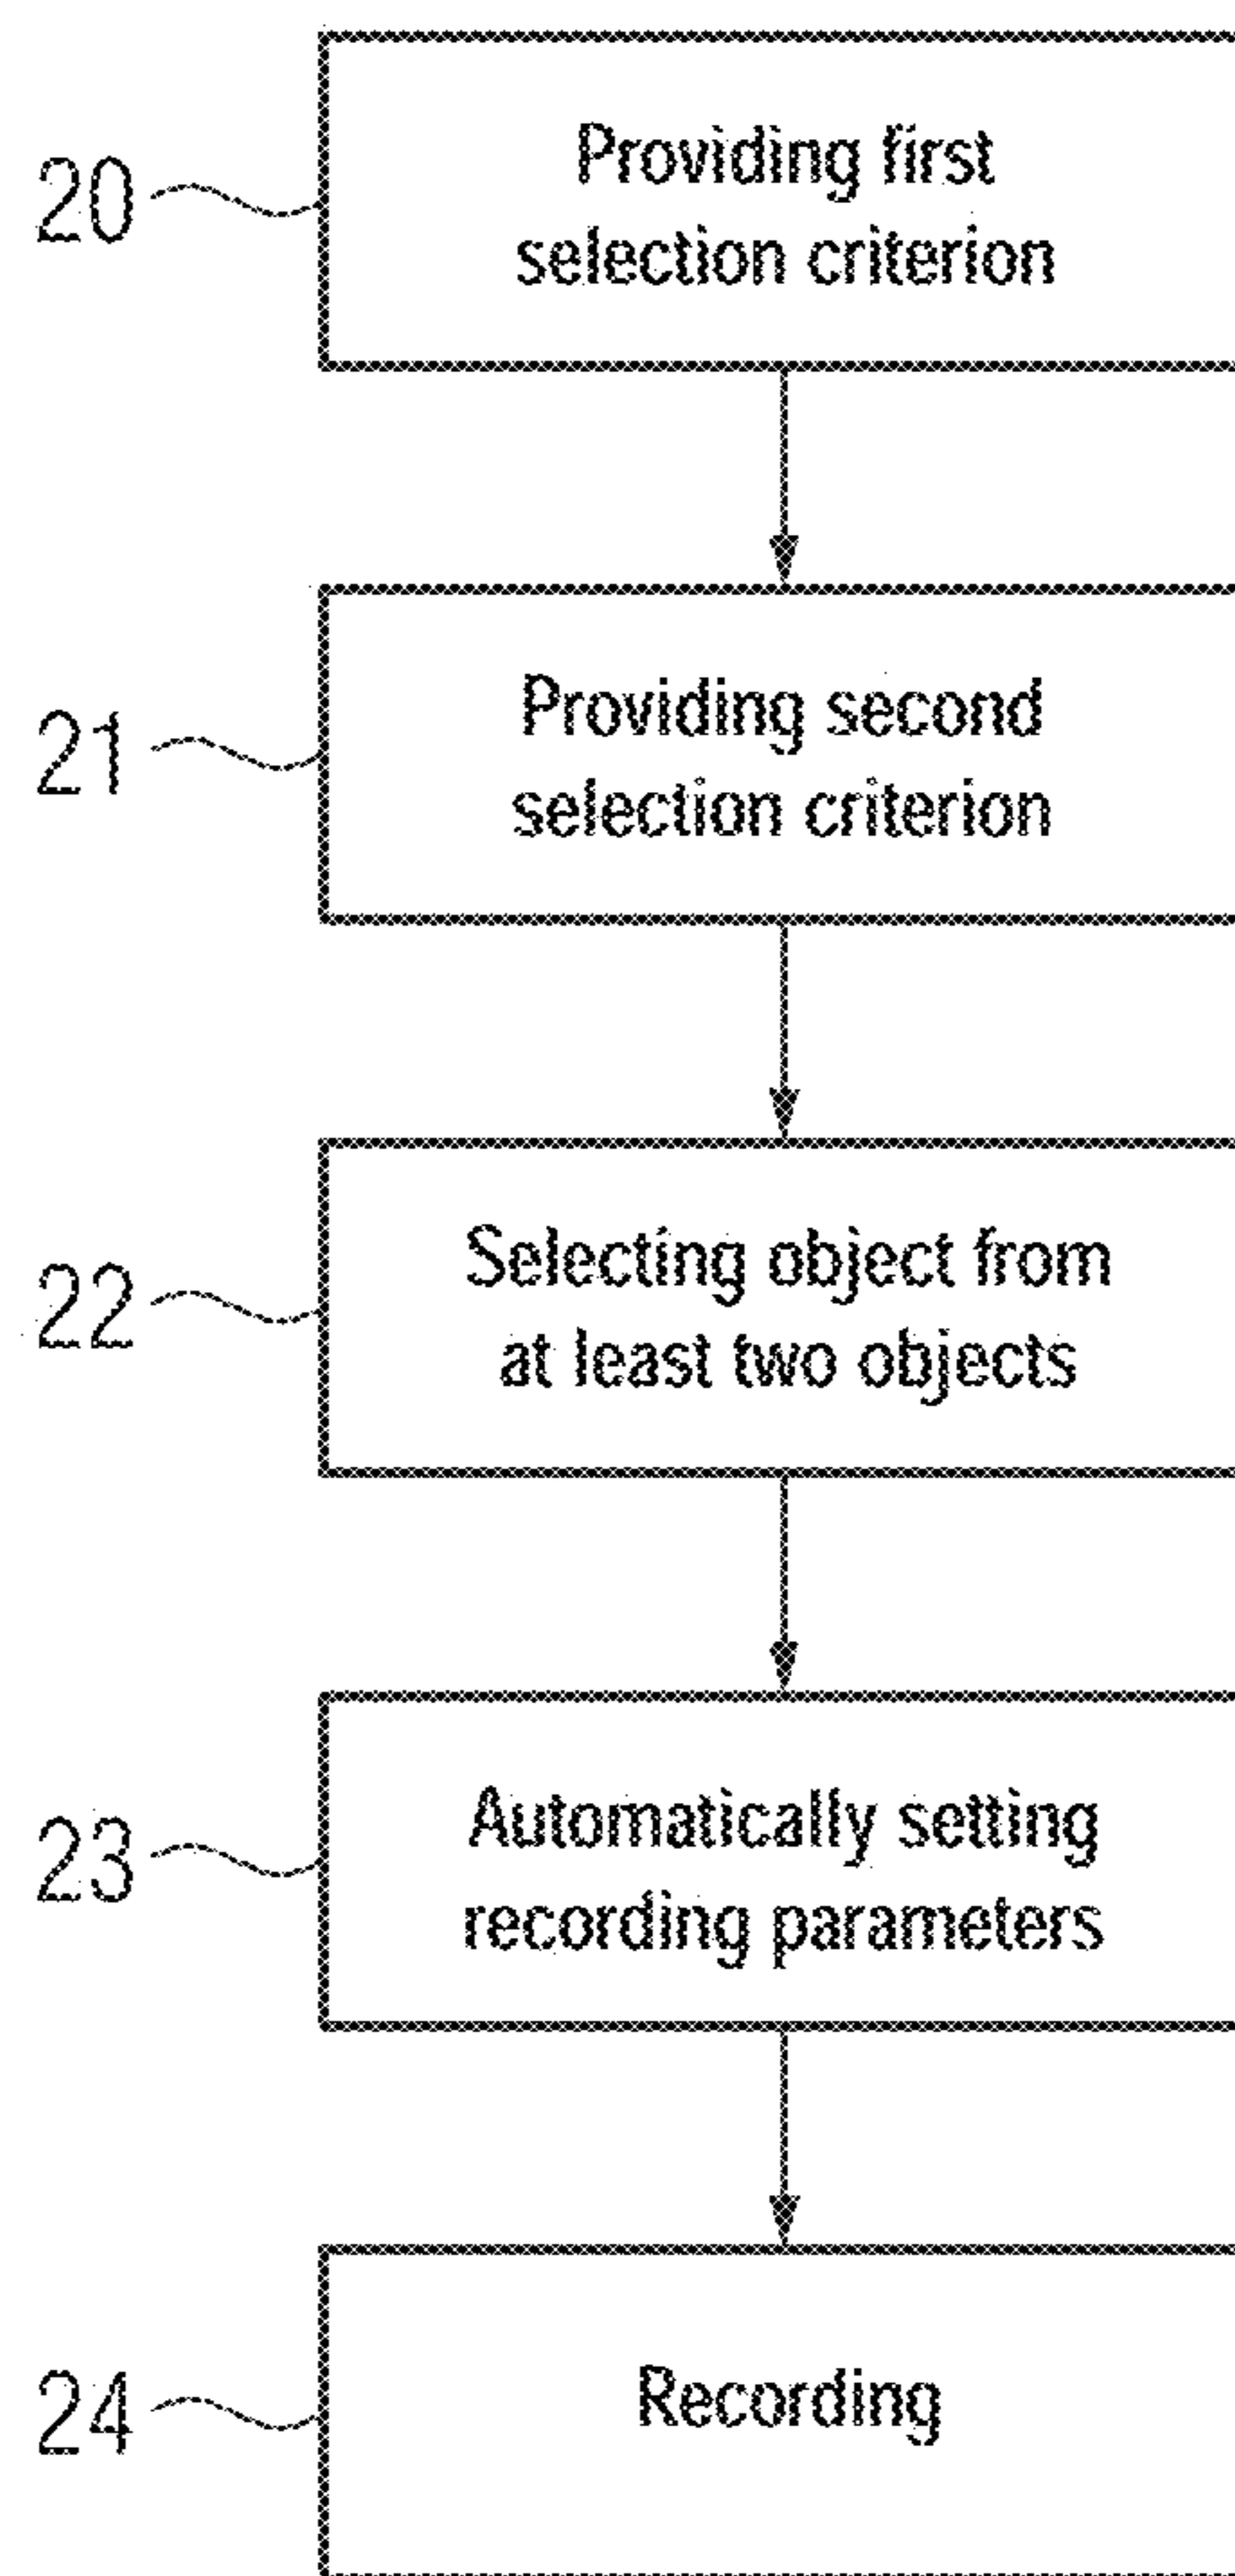 20
Providing first
selection criterion
21
Providing second
selection criterion
22
Selecting object from
at least two objects
23
Automatically setting
recording parameters
24
Recording